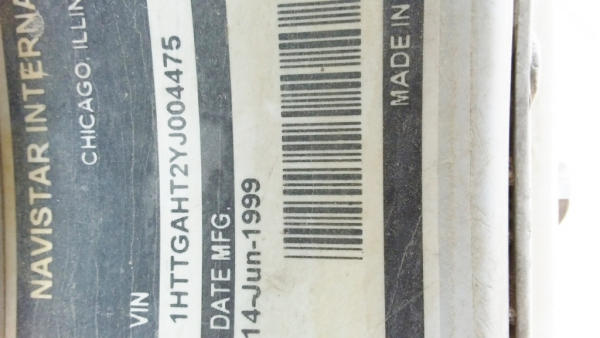 NAVISTAR INTERNA
CHICAGO, ILLIN
VIN
1HTTGAHT2YJ004475
DATE MFG.
14-Jun-1999
MADE IN